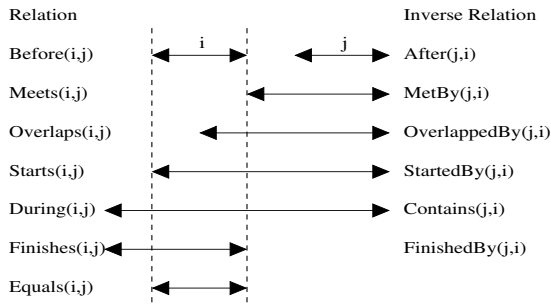 Relation Inverse Relation
Before(i,j) i j After(j,i)
Meets(i,j) MetBy(j,i)
Overlaps(i,j) OverlappedBy(j,i)
Starts(i,j) StartedBy(j,i)
During(i,j) Contains(j,i)
Finishes(i,j) FinishedBy(j,i)
Equals(i,j)